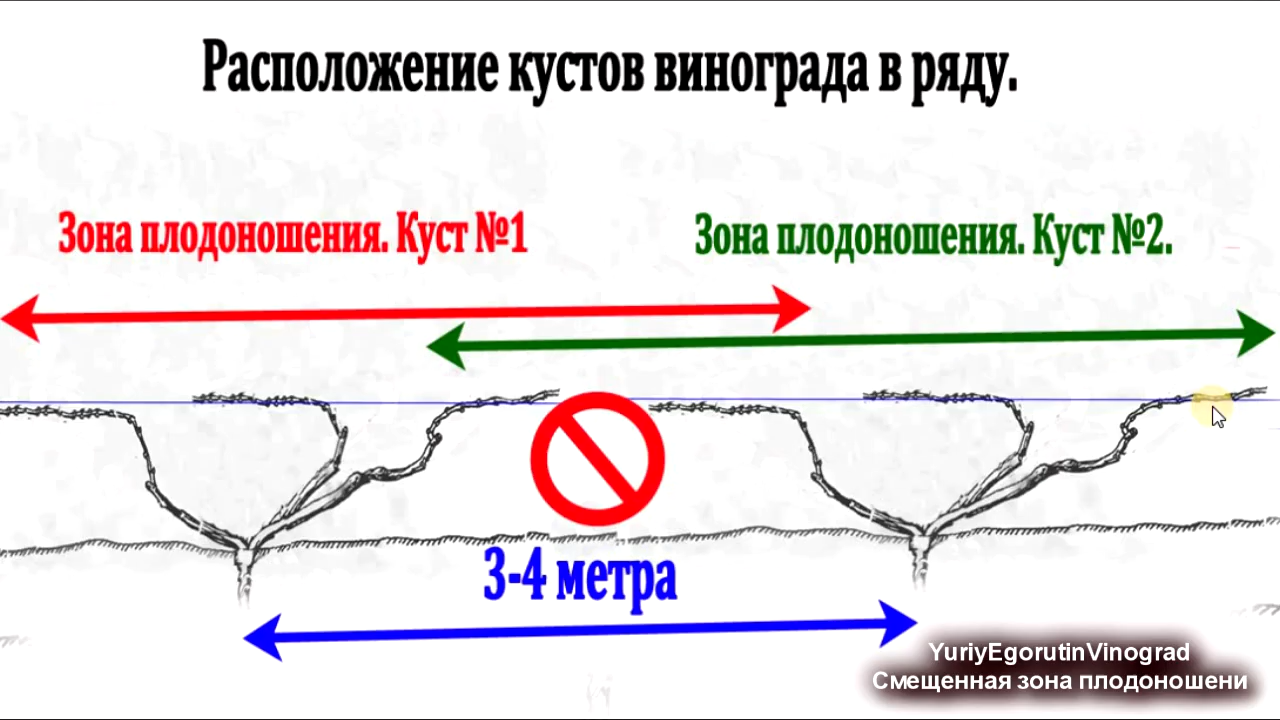 Расположение кустов винограда в ряду.
Зона плодоношения. Куст №1
Зона плодоношения. Куст №2.
3-4 метра
YuriyEgorutinVinograd
Смещенная зона плодоношени